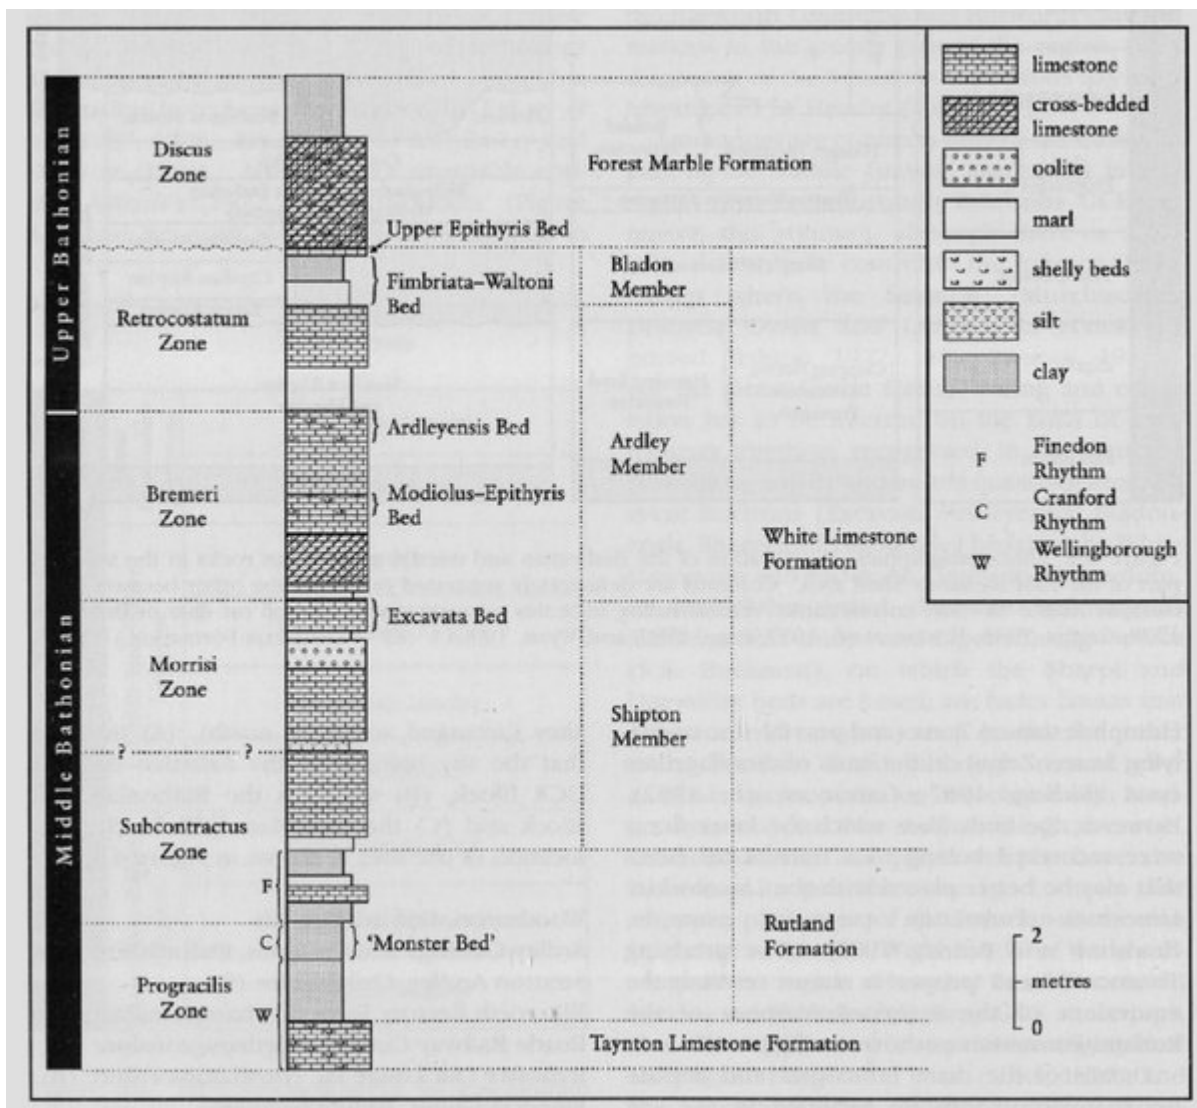 Upper Bathonian
Middle Bathonian
Discus
Zone
Retrocostatum
Zone
Bremeri
Zone
Morrisi
Zone
? ?
Subcontractus
Zone
Progracilis
Zone
F
C
W
Upper Epithyris Bed
Fimbriata–Waltoni
Bed
Ardleyensis Bed
Modiolus–Epithyris
Bed
Excavata Bed
"Monster Bed"
Forest Marble Formation
Bladon
Member
Ardley
Member
Shipton
Member
White Limestone
Formation
Rutland
Formation
Taynton Limestone Formation
limestone
cross-bedded
limestone
oolite
marl
shelly beds
silt
clay
F Finedon
Rhythm
C Cranford
Rhythm
W Wellingborough
Rhythm
2
metres
0